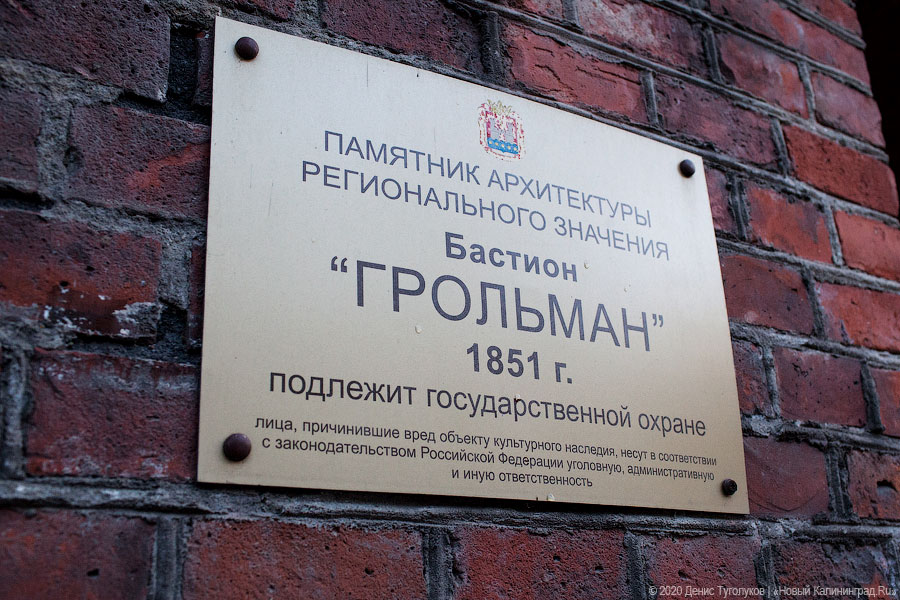 ПАМЯТНИК АРХИТЕКТУРЫ
РЕГИОНАЛЬНОГО ЗНАЧЕНИЯ
Бастион
“ГРОЛЬМАН”
1851 г.
подлежит государственной охране
лица, причинившие вред объекту культурного наследия, несут в соответствии
с законодательством Российской Федерации уголовную, административную
и иную ответственность
© 2020 Денис Туголуков | «Новый Калининград.Ru»